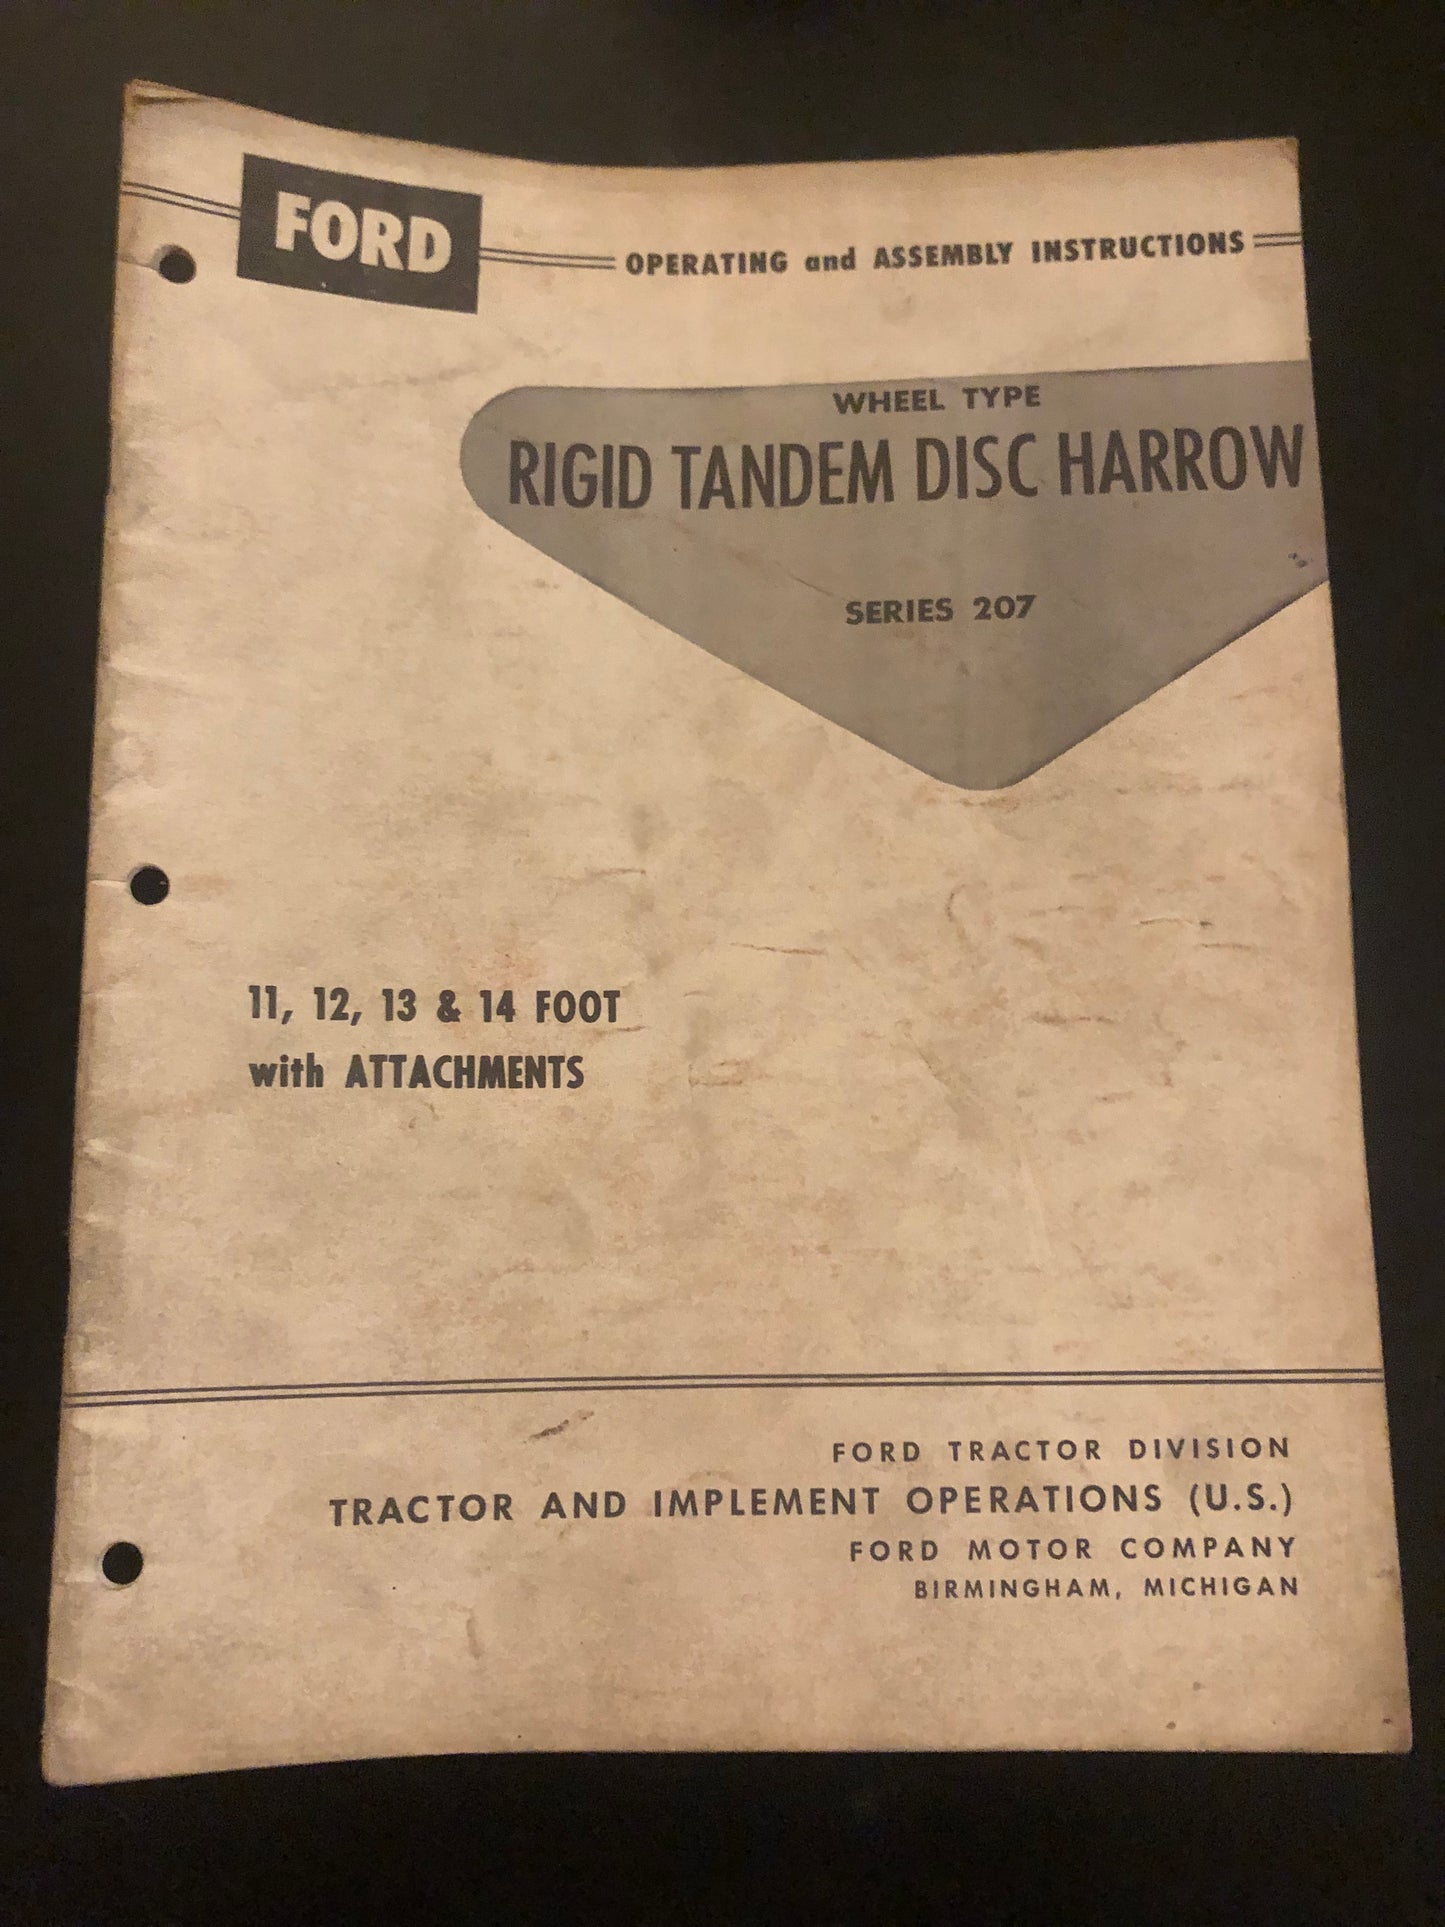 FORD
OPERATING and ASSEMBLY INSTRUCTIONS
WHEEL TYPE
RIGID TANDEM DISC HARROW
SERIES 207
11, 12, 13 & 14 FOOT
with ATTACHMENTS
FORD TRACTOR DIVISION
TRACTOR AND IMPLEMENT OPERATIONS (U.S.)
FORD MOTOR COMPANY
BIRMINGHAM, MICHIGAN